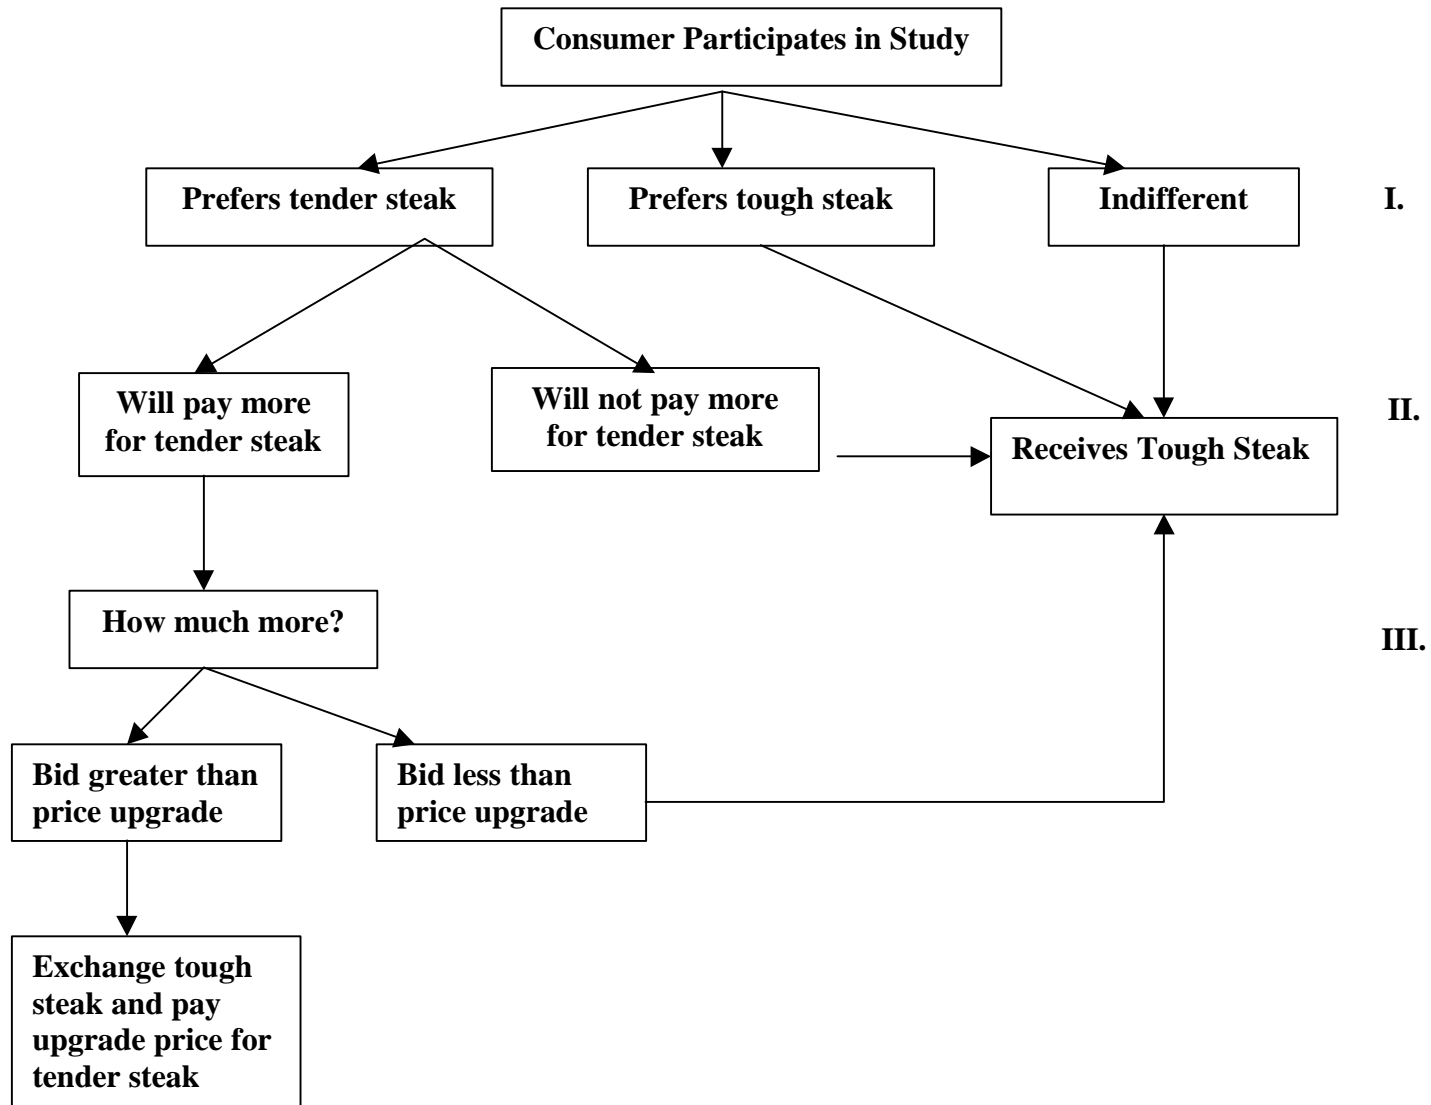 Consumer Participates in Study
Prefers tender steak
Prefers tough steak
Indifferent
I.
Will pay more
for tender steak
Will not pay more
for tender steak
Receives Tough Steak
II.
How much more?
III.
Bid greater than
price upgrade
Bid less than
price upgrade
Exchange tough
steak and pay
upgrade price for
tender steak